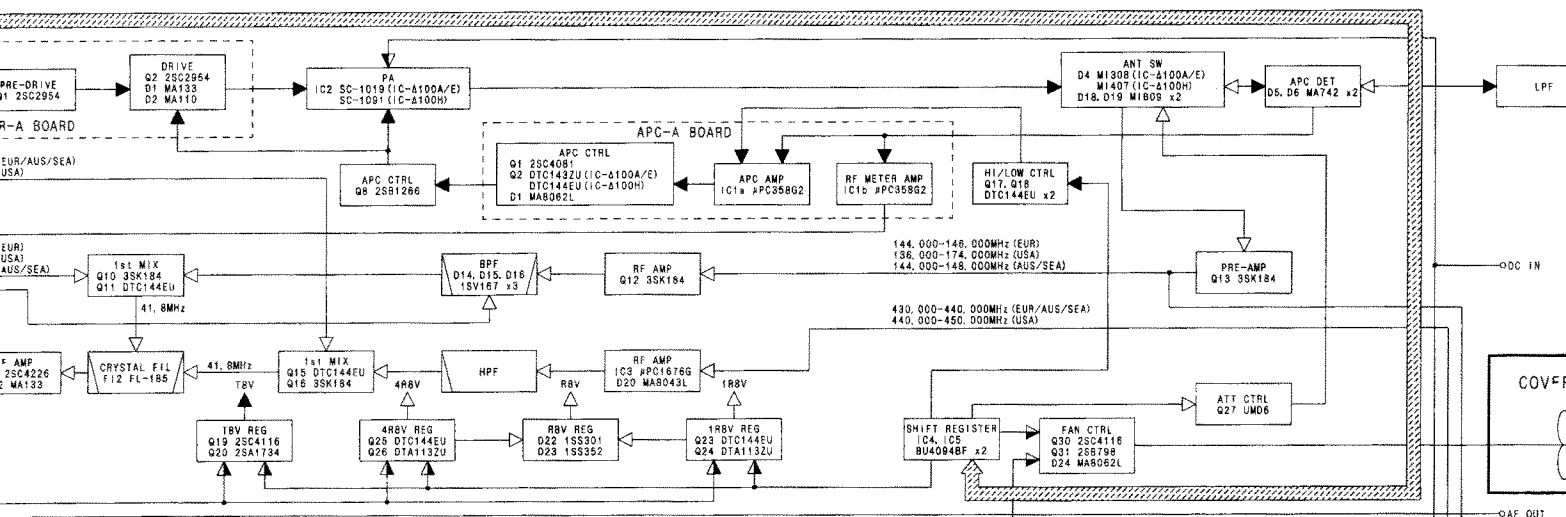 PRE-DRIVE
Q1 2SC2954
DRIVE
Q2 2SC2954
D1 MA133
D2 MA110
R-A BOARD
PA
IC2 SC-1019(IC-Δ100A/E)
SC-1091(IC-Δ100H)
ANT SW
D4 MI308(IC-Δ100A/E)
MI407(IC-Δ100H)
D18, D19 MI809 x2
APC DET
D5, D6 MA742 x2
LPF
APC-A BOARD
EUR/AUS/SEA)
USA)
APC CTRL
Q8 2SB1266
APC CTRL
Q1 2SC4081
Q2 DTC143ZU(IC-Δ100A/E)
DTC144EU(IC-Δ100H)
D1 MA8062L
APC AMP
IC1a μPC358G2
RF METER AMP
IC1b μPC358G2
HI/LOW CTRL
Q17, Q18
DTC144EU x2
EUR)
USA)
AUS/SEA)
1st MIX
Q10 3SK184
Q11 DTC144EU
BPF
D14, D15, D16
1SV167 x3
RF AMP
Q12 3SK184
144.000-146.000MHz (EUR)
136.000-174.000MHz (USA)
144.000-148.000MHz (AUS/SEA)
PRE-AMP
Q13 3SK184
DC IN
41.8MHz
430.000-440.000MHz (EUR/AUS/SEA)
440.000-450.000MHz (USA)
F AMP
2SC4226
MA133
CRYSTAL FIL
FI2 FL-185
41.8MHz
1st MIX
Q15 DTC144EU
Q16 3SK184
HPF
RF AMP
IC3 μPC1676G
D20 MA8043L
COVER
T8V
4R8V
R8V
1R8V
ATT CTRL
Q27 UMD6
T8V REG
Q19 2SC4116
Q20 2SA1734
4R8V REG
Q25 DTC144EU
Q26 DTA113ZU
R8V REG
D22 1SS301
D23 1SS352
1R8V REG
Q23 DTC144EU
Q24 DTA113ZU
SHIFT REGISTER
IC4, IC5
BU4094BF x2
FAN CTRL
Q30 2SC4116
Q31 2SB798
D24 MA8062L
AF OUT